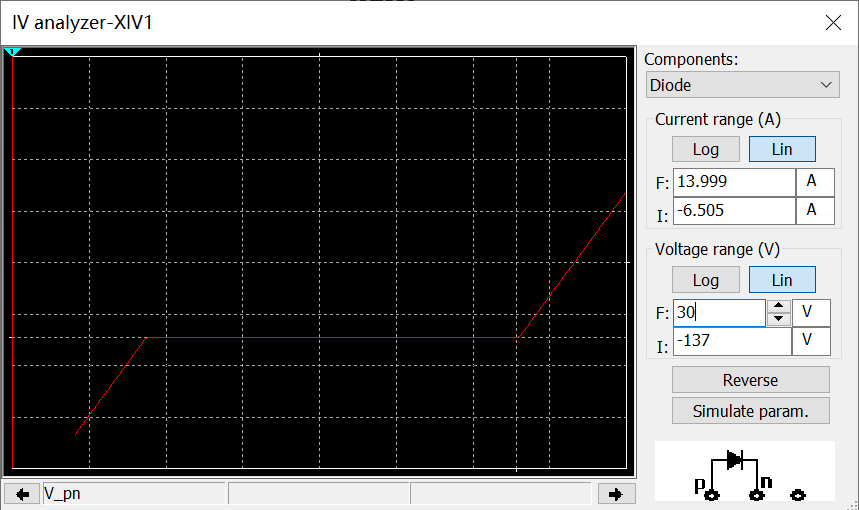 IV analyzer-XIV1
1
Components:
Diode
Current range (A)
Log Lin
F: 13.999 A
I: -6.505 A
Voltage range (V)
Log Lin
F: 30 V
I: -137 V
Reverse
Simulate param.
p n
V_pn